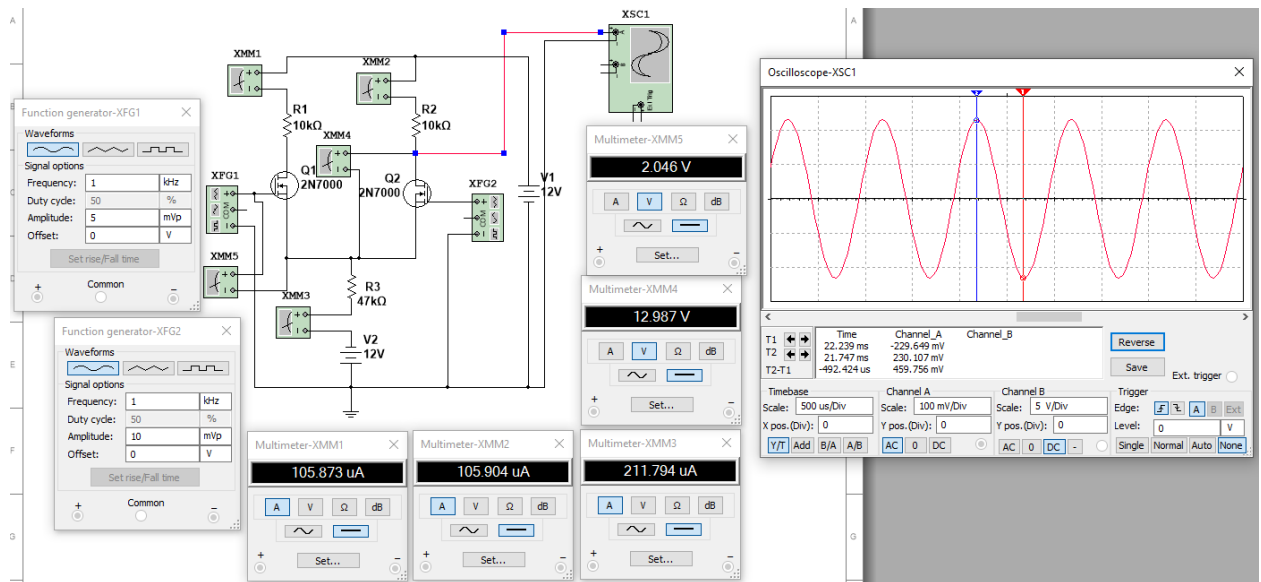 A
A
XSC1
XMM1
XMM2
R1
10kΩ
R2
10kΩ
XMM4
Ext Trig
XFG1
Q1
2N7000
Q2
2N7000
XFG2
V1
12V
COM
COM
XMM5
R3
47kΩ
XMM3
V2
12V
Function generator-XFG1
Waveforms
Signal options
Frequency: 1 kHz
Duty cycle: 50 %
Amplitude: 5 mVp
Offset: 0 V
Set rise/Fall time
+ Common −
Function generator-XFG2
Waveforms
Signal options
Frequency: 1 kHz
Duty cycle: 50 %
Amplitude: 10 mVp
Offset: 0 V
Set rise/Fall time
+ Common −
Multimeter-XMM5
2.046 V
A V Ω dB
+ Set... −
Multimeter-XMM4
12.987 V
A V Ω dB
+ Set... −
Multimeter-XMM1
105.873 uA
A V Ω dB
+ Set... −
Multimeter-XMM2
105.904 uA
A V Ω dB
+ Set... −
Multimeter-XMM3
211.794 uA
A V Ω dB
+ Set... −
Oscilloscope-XSC1
Time Channel_A Channel_B
T1 22.239 ms -229.649 mV
T2 21.747 ms 230.107 mV
T2-T1 -492.424 us 459.756 mV
Reverse
Save
Ext. trigger
Timebase
Scale: 500 us/Div
X pos.(Div): 0
Y/T Add B/A A/B
Channel A
Scale: 100 mV/Div
Y pos.(Div): 0
AC 0 DC
Channel B
Scale: 5 V/Div
Y pos.(Div): 0
AC 0 DC -
Trigger
Edge: A B Ext
Level: 0 V
Single Normal Auto None
E
F
G
G